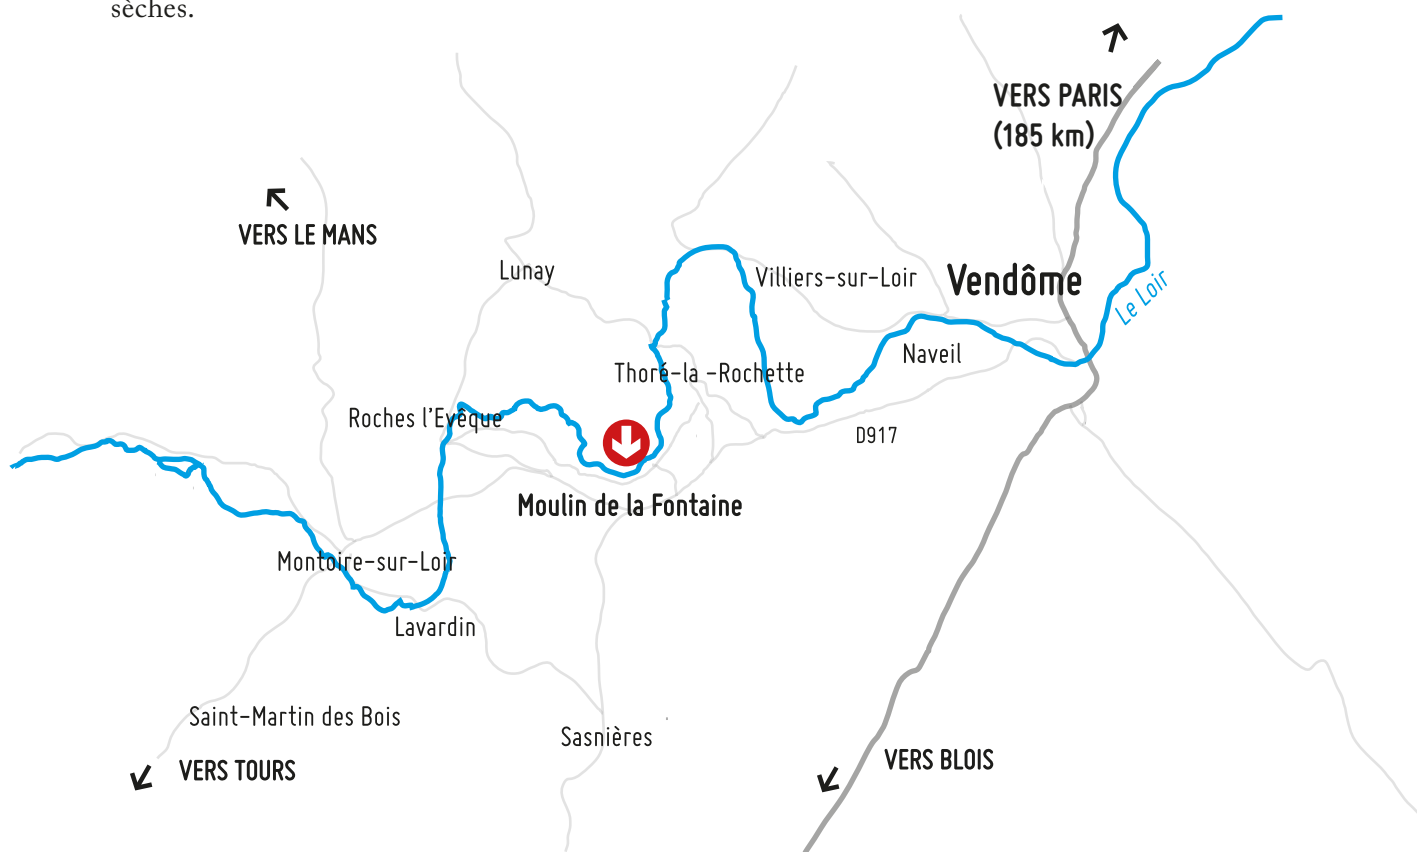 sèches.
VERS PARIS
(185 km)
VERS LE MANS
Lunay
Villiers-sur-Loir
Vendôme
Le Loir
Naveil
Thoré-la -Rochette
Roches l'Evêque
D917
Moulin de la Fontaine
Montoire-sur-Loir
Lavardin
Saint-Martin des Bois
Sasnières
VERS BLOIS
VERS TOURS